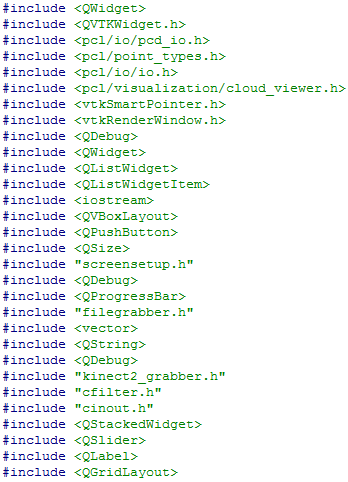 #include <QWidget>
#include <QVTKWidget.h>
#include <pcl/io/pcd_io.h>
#include <pcl/point_types.h>
#include <pcl/io/io.h>
#include <pcl/visualization/cloud_viewer.h>
#include <vtkSmartPointer.h>
#include <vtkRenderWindow.h>
#include <QDebug>
#include <QWidget>
#include <QListWidget>
#include <QListWidgetItem>
#include <iostream>
#include <QVBoxLayout>
#include <QPushButton>
#include <QSize>
#include "screensetup.h"
#include <QDebug>
#include <QProgressBar>
#include "filegrabber.h"
#include <vector>
#include <QString>
#include <QDebug>
#include "kinect2_grabber.h"
#include "cfilter.h"
#include "cinout.h"
#include <QStackedWidget>
#include <QSlider>
#include <QLabel>
#include <QGridLayout>